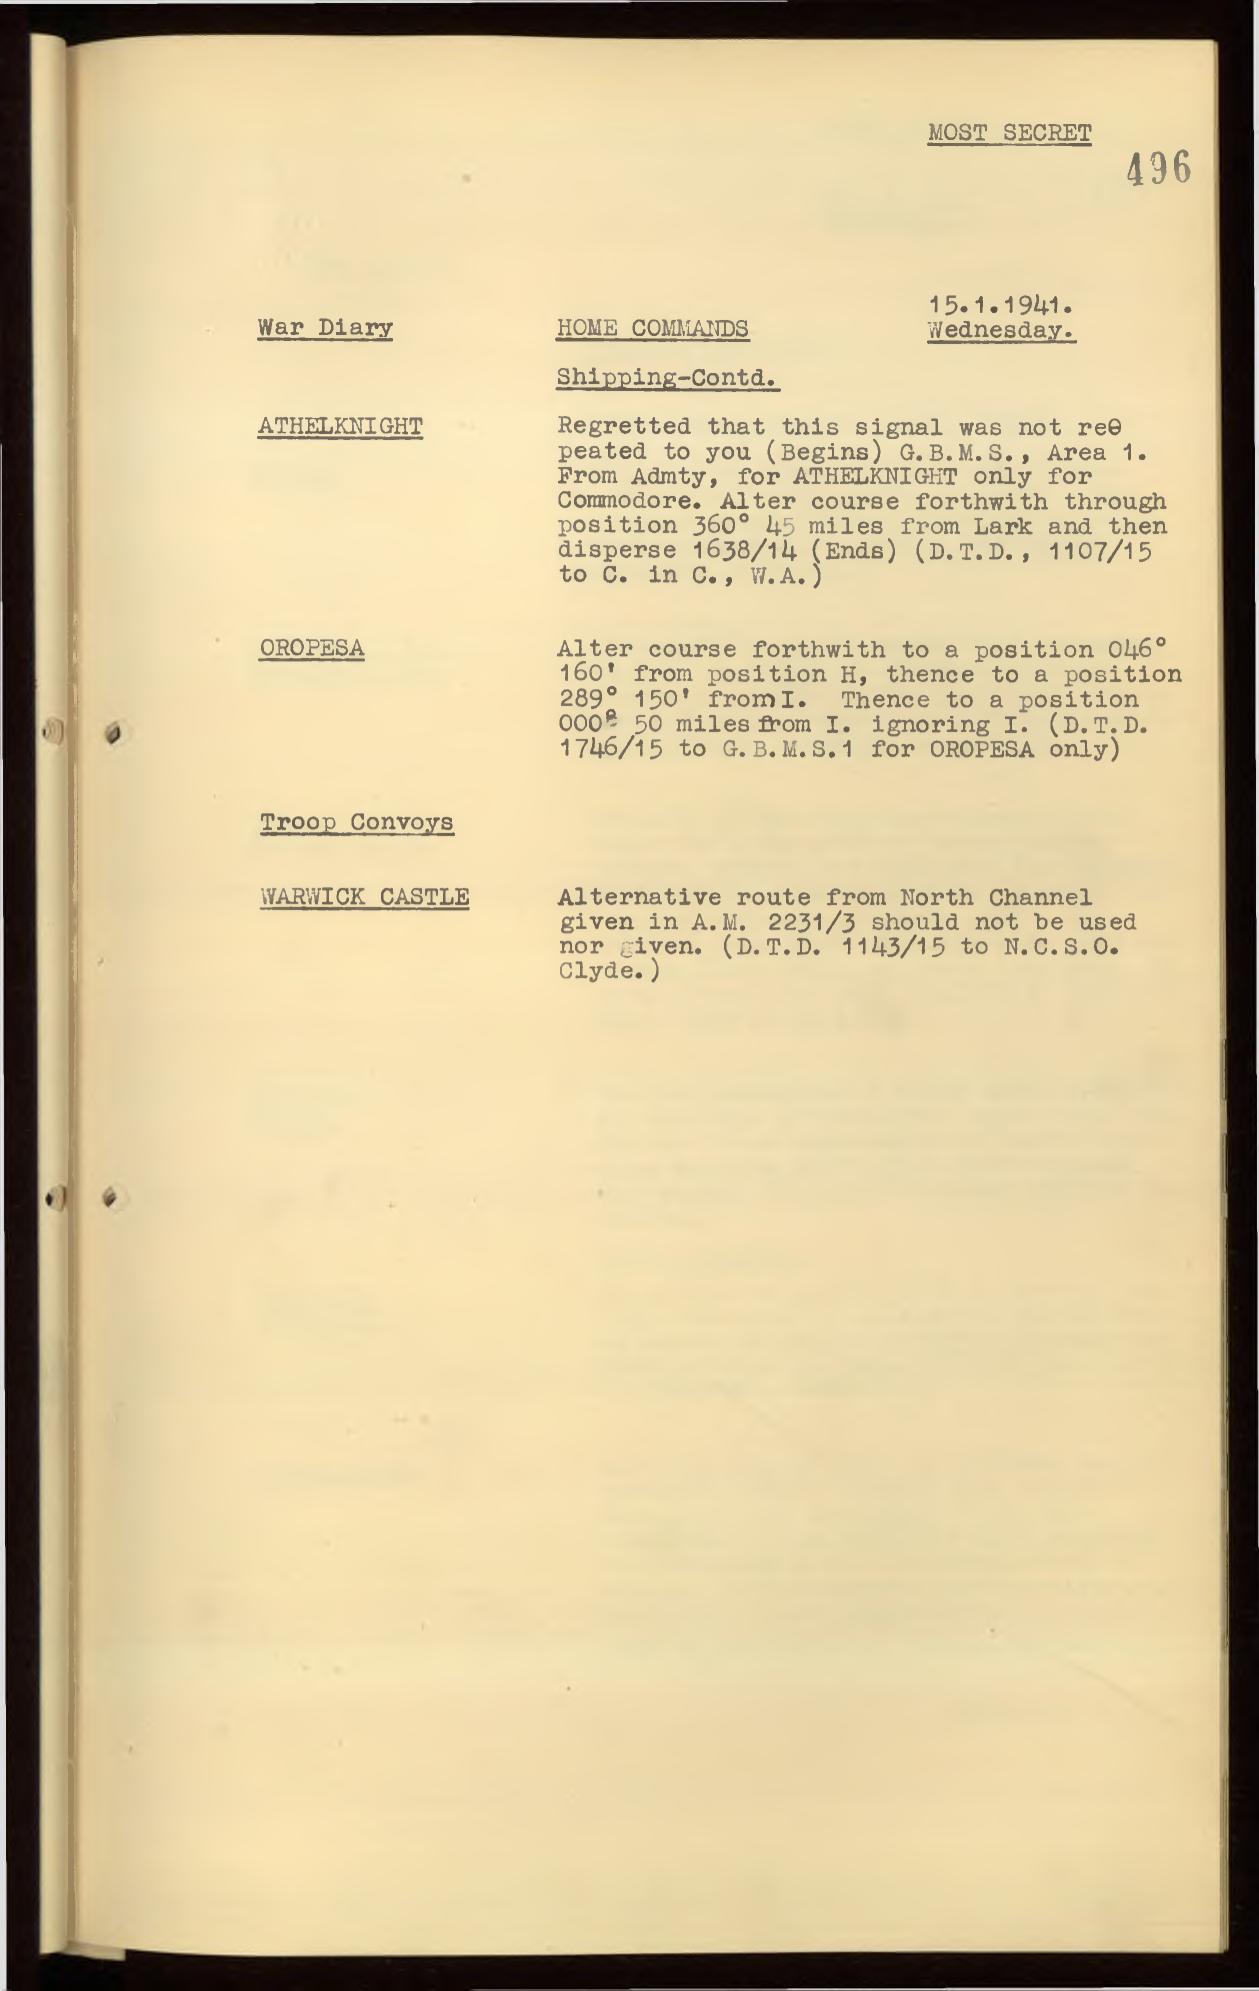 MOST SECRET
496
15.1.1941.
War Diary HOME COMMANDS Wednesday.
Shipping-Contd.
ATHELKNIGHT Regretted that this signal was not reθ
peated to you (Begins) G.B.M.S., Area 1.
From Admty, for ATHELKNIGHT only for
Commodore. Alter course forthwith through
position 360° 45 miles from Lark and then
disperse 1638/14 (Ends) (D.T.D., 1107/15
to C. in C., W.A.)
OROPESA Alter course forthwith to a position 046°
160' from position H, thence to a position
289° 150' from I. Thence to a position
000° 50 miles from I. ignoring I. (D.T.D.
1746/15 to G.B.M.S.1 for OROPESA only)
Troop Convoys
WARWICK CASTLE Alternative route from North Channel
given in A.M. 2231/3 should not be used
nor given. (D.T.D. 1143/15 to N.C.S.O.
Clyde.)